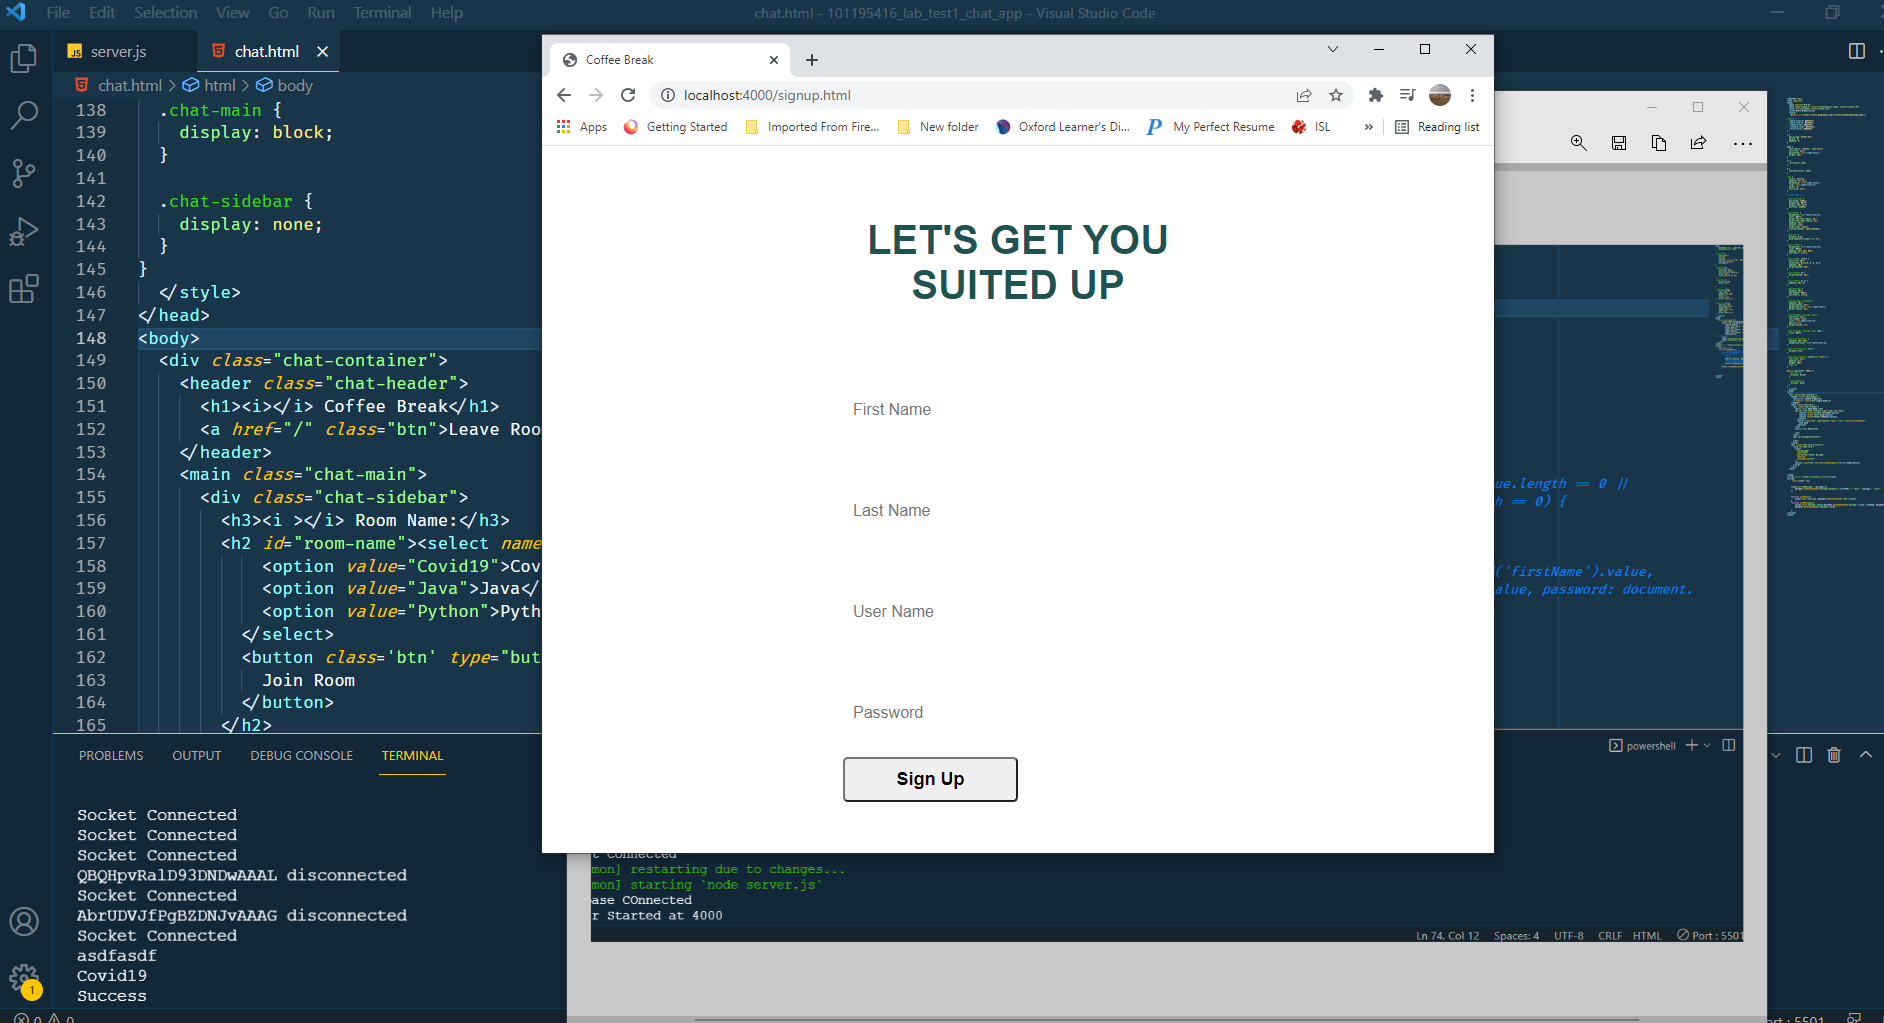 File Edit Selection View Go Run Terminal Help
chat.html - 101195416_lab_test1_chat_app - Visual Studio Code
JS server.js
chat.html
chat.html > html > body
138 .chat-main {
139 display: block;
140 }
141
142 .chat-sidebar {
143 display: none;
144 }
145 }
146 </style>
147 </head>
148 <body>
149 <div class="chat-container">
150 <header class="chat-header">
151 <h1><i></i> Coffee Break</h1>
152 <a href="/" class="btn">Leave Roo
153 </header>
154 <main class="chat-main">
155 <div class="chat-sidebar">
156 <h3><i ></i> Room Name:</h3>
157 <h2 id="room-name"><select name
158 <option value="Covid19">Cov
159 <option value="Java">Java</
160 <option value="Python">Pyth
161 </select>
162 <button class='btn' type="but
163 Join Room
164 </button>
165 </h2>
PROBLEMS OUTPUT DEBUG CONSOLE TERMINAL
Socket Connected
Socket Connected
Socket Connected
QBQHpvRalD93DNDwAAAL disconnected
Socket Connected
AbrUDVJfPgBZDNJvAAAG disconnected
Socket Connected
asdfasdf
Covid19
Success
1
0 0
Coffee Break
localhost:4000/signup.html
Apps Getting Started Imported From Fire... New folder Oxford Learner's Di... My Perfect Resume ISL » Reading list
LET'S GET YOU
SUITED UP
First Name
Last Name
User Name
Password
Sign Up
ue.length == 0 ||
h == 0) {
('firstName').value,
alue, password: document.
powershell
t Connected
mon] restarting due to changes...
mon] starting `node server.js`
ase COnnected
r Started at 4000
Ln 74, Col 12 Spaces: 4 UTF-8 CRLF HTML Port : 5501
ort : 5501